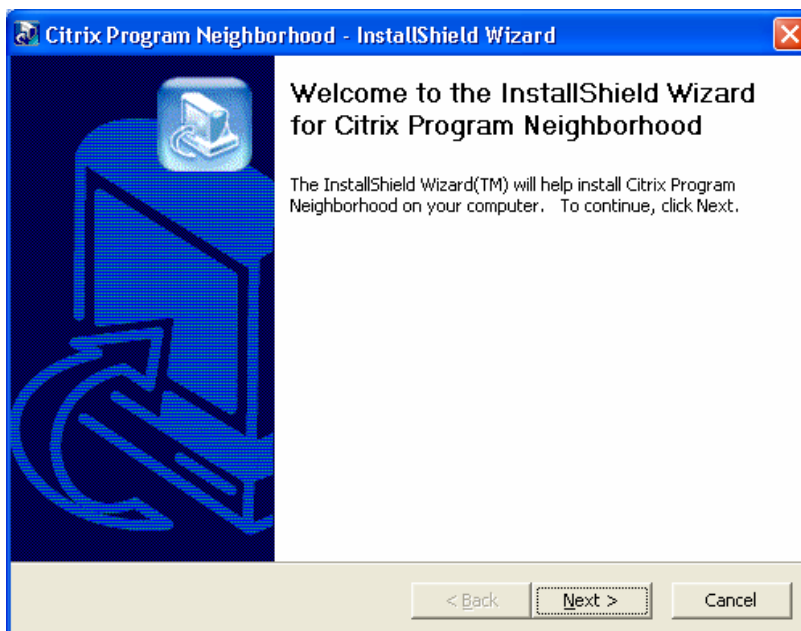 Citrix Program Neighborhood - InstallShield Wizard
Welcome to the InstallShield Wizard
for Citrix Program Neighborhood
The InstallShield Wizard(TM) will help install Citrix Program
Neighborhood on your computer. To continue, click Next.
< Back
Next >
Cancel